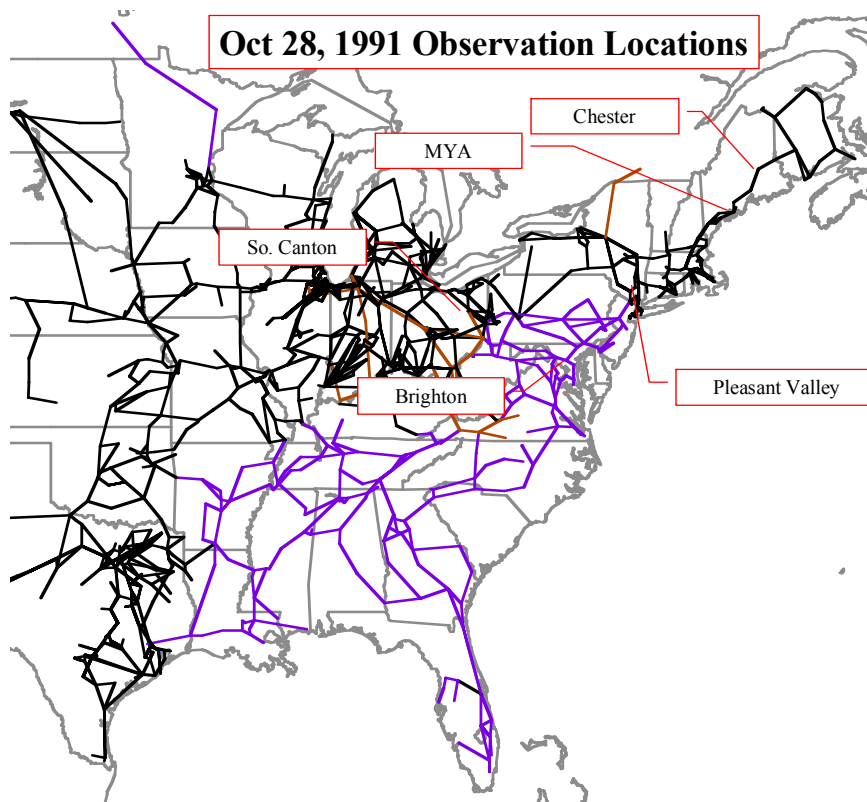 Oct 28, 1991 Observation Locations
Chester
MYA
So. Canton
Brighton
Pleasant Valley